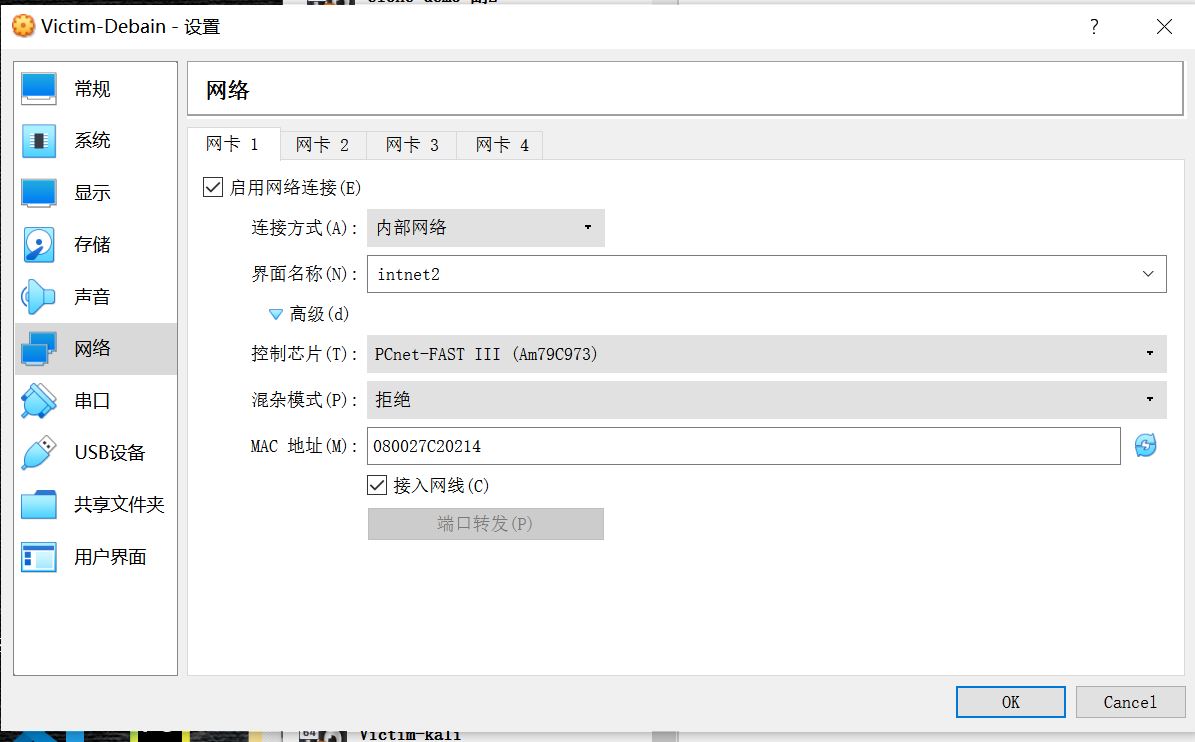 Victim-Debain - 设置
?
常规
系统
显示
存储
声音
网络
串口
USB设备
共享文件夹
用户界面
网络
网卡 1 网卡 2 网卡 3 网卡 4
启用网络连接(E)
连接方式(A): 内部网络
界面名称(N): intnet2
高级(d)
控制芯片(T): PCnet-FAST III (Am79C973)
混杂模式(P): 拒绝
MAC 地址(M): 080027C20214
接入网线(C)
端口转发(P)
OK Cancel
64 Victim-kali